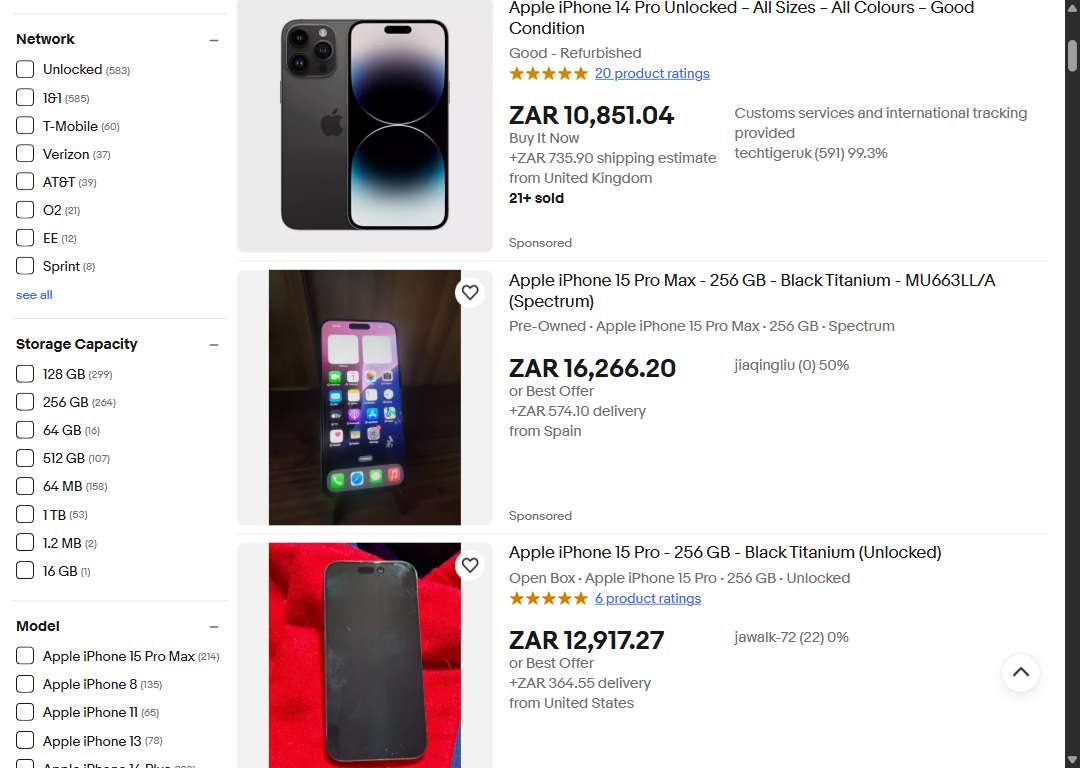 Network
Unlocked (583)
1&1 (585)
T-Mobile (60)
Verizon (37)
AT&T (39)
O2 (21)
EE (12)
Sprint (8)
see all
Storage Capacity
128 GB (299)
256 GB (264)
64 GB (16)
512 GB (107)
64 MB (158)
1 TB (53)
1.2 MB (2)
16 GB (1)
Model
Apple iPhone 15 Pro Max (214)
Apple iPhone 8 (135)
Apple iPhone 11 (65)
Apple iPhone 13 (78)
Apple iPhone 14 Plus
Apple iPhone 14 Pro Unlocked – All Sizes – All Colours – Good
Condition
Good - Refurbished
20 product ratings
ZAR 10,851.04
Buy It Now
+ZAR 735.90 shipping estimate
from United Kingdom
21+ sold
Customs services and international tracking
provided
techtigeruk (591) 99.3%
Sponsored
Apple iPhone 15 Pro Max - 256 GB - Black Titanium - MU663LL/A
(Spectrum)
Pre-Owned · Apple iPhone 15 Pro Max · 256 GB · Spectrum
ZAR 16,266.20
or Best Offer
+ZAR 574.10 delivery
from Spain
jiaqingliu (0) 50%
Sponsored
Apple iPhone 15 Pro - 256 GB - Black Titanium (Unlocked)
Open Box · Apple iPhone 15 Pro · 256 GB · Unlocked
6 product ratings
ZAR 12,917.27
or Best Offer
+ZAR 364.55 delivery
from United States
jawalk-72 (22) 0%